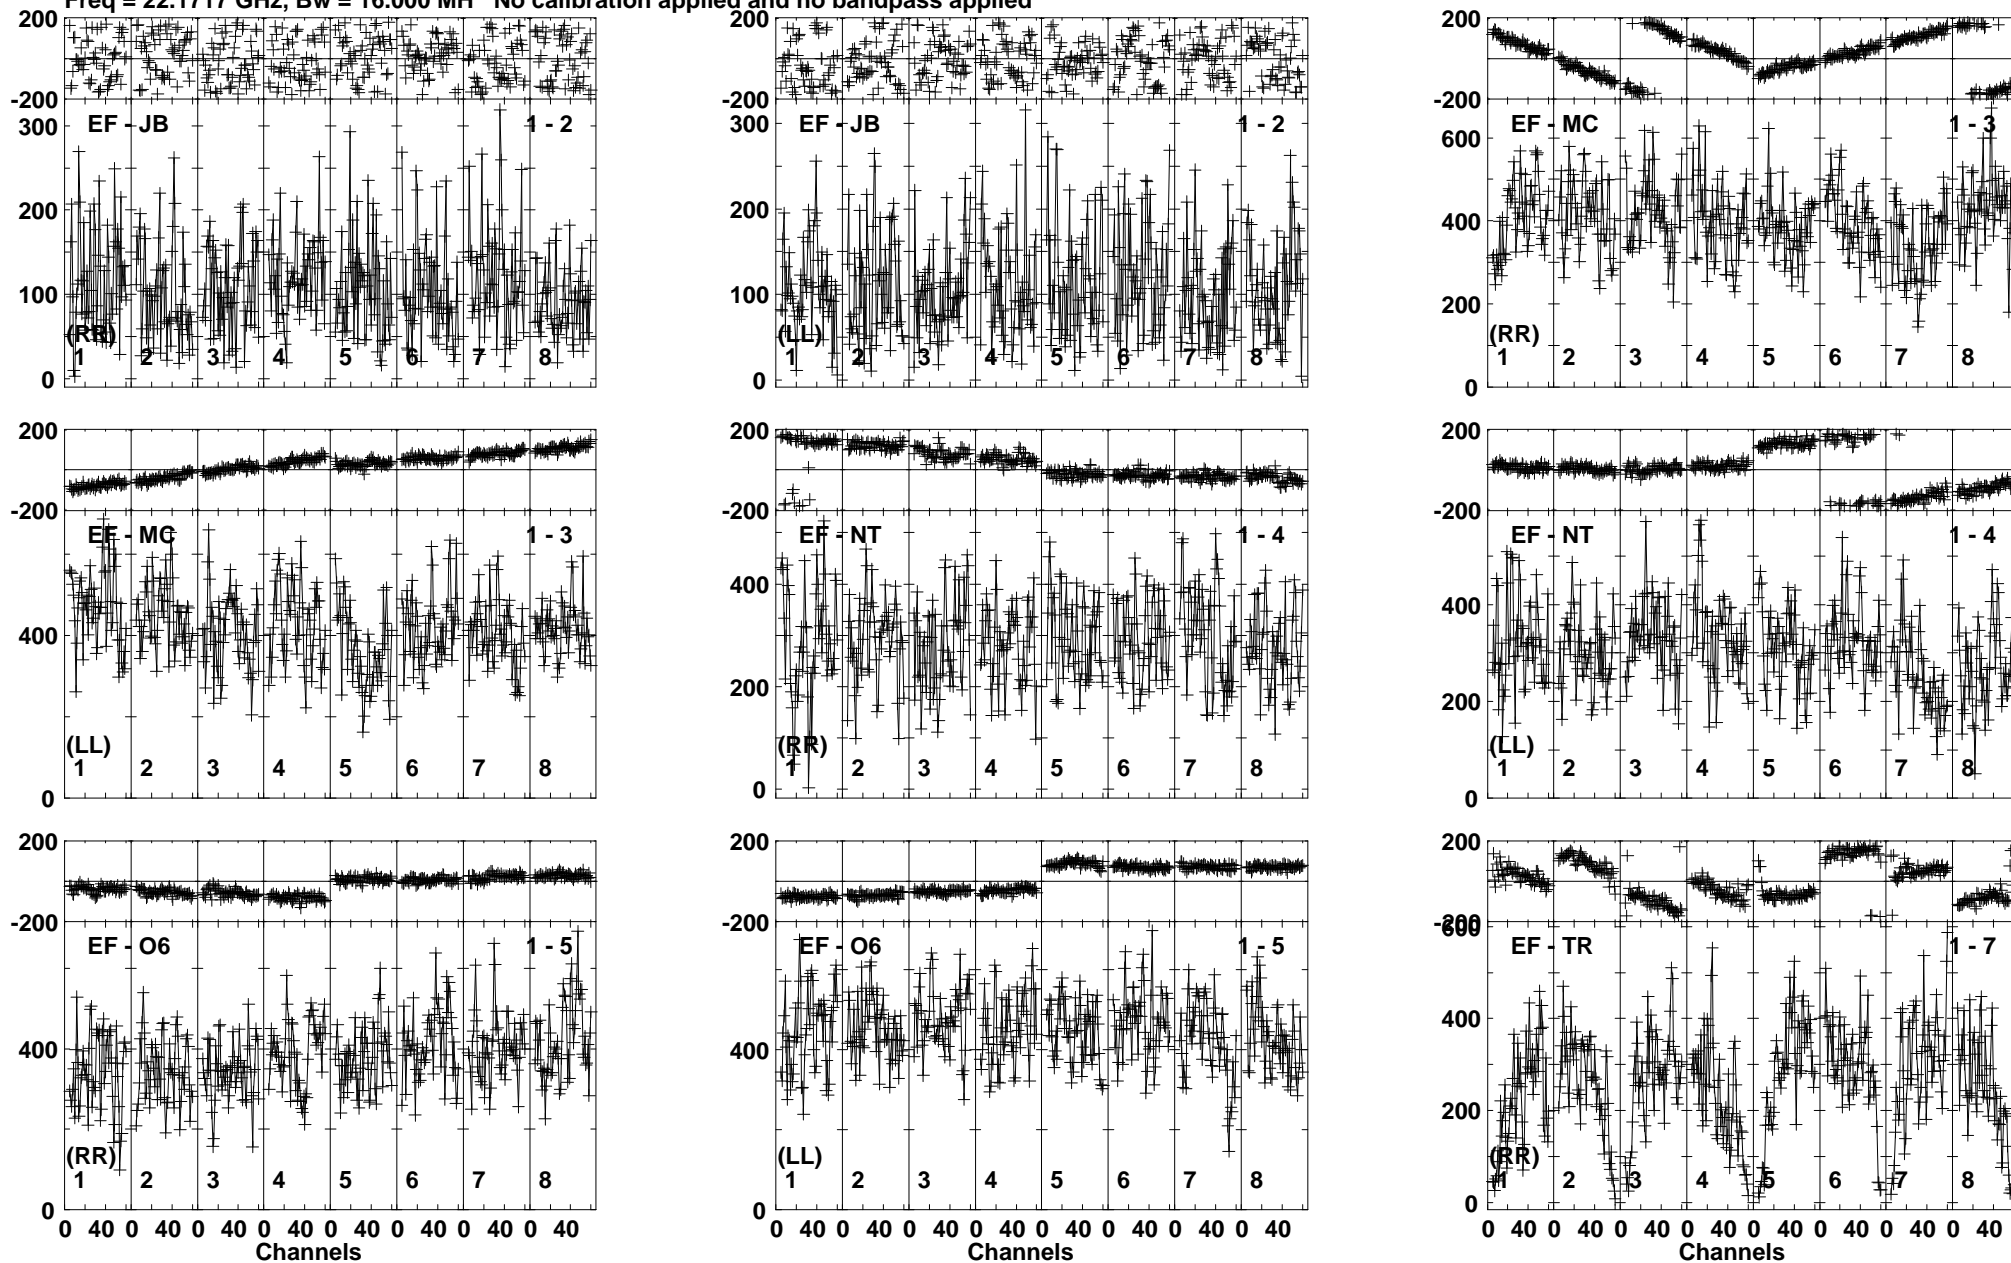 Freq = 22.1717 GHz, Bw = 16.000 MH No calibration applied and no bandpass applied
200 200 200
-200 -200 -200
EF - JB 1 - 2 EF - JB 1 - 2 EF - MC 1 - 3
300 300 600
200 200 400
100 100 200
(RR) (LL) (RR)
1 2 3 4 5 6 7 8 1 2 3 4 5 6 7 8 1 2 3 4 5 6 7 8
0 0 0
200 200 200
-200 -200 -200
EF - MC 1 - 3 EF - NT 1 - 4 EF - NT 1 - 4
400 400 400
200 200
(LL) (RR) (LL)
1 2 3 4 5 6 7 8 1 2 3 4 5 6 7 8 1 2 3 4 5 6 7 8
0 0 0
200 200 200
-200 -200 -200
600
EF - O6 1 - 5 EF - O6 1 - 5 EF - TR 1 - 7
400 400 400
200
(RR) (LL) (RR)
1 2 3 4 5 6 7 8 1 2 3 4 5 6 7 8 1 2 3 4 5 6 7 8
0 0 0
0 40 0 40 0 40 0 40 0 40 0 40 0 40 0 40 0 40 0 40 0 40 0 40 0 40 0 40 0 40 0 40 0 40 0 40 0 40 0 40 0 40 0 40 0 40 0 40
Channels Channels Channels